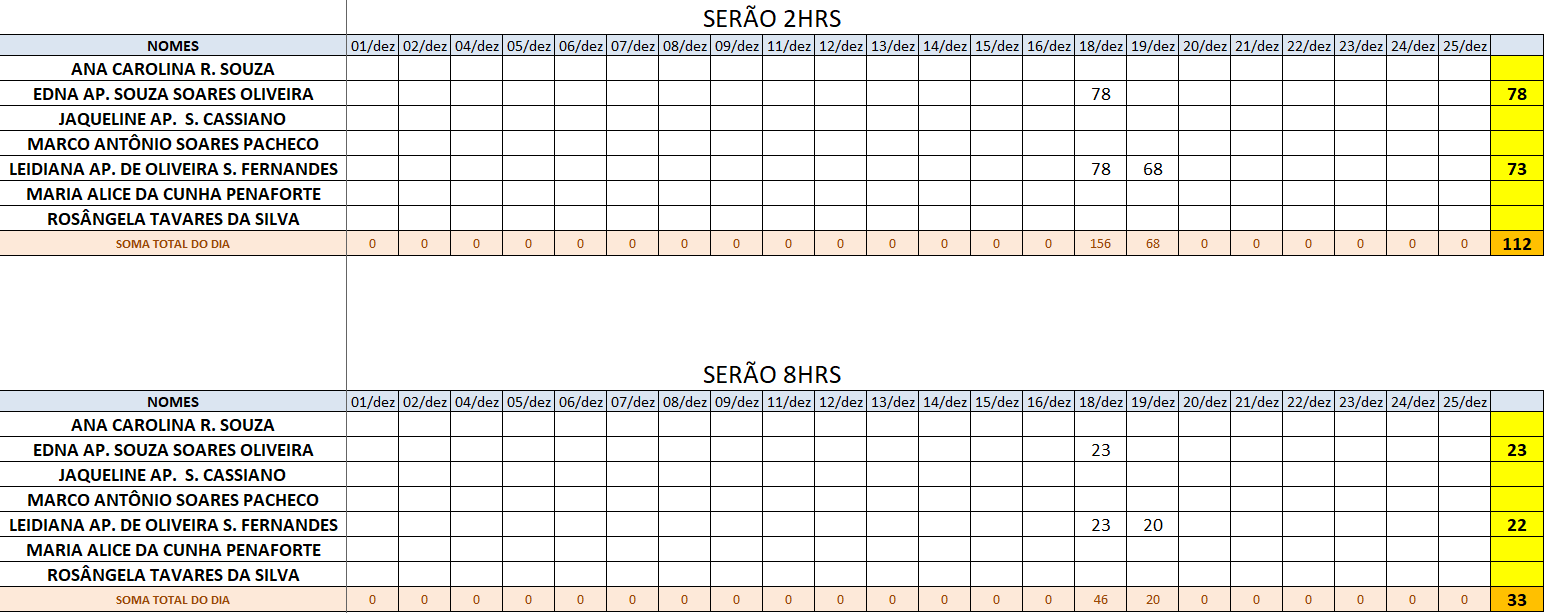 SERÃO 2HRS
NOMES 01/dez 02/dez 04/dez 05/dez 06/dez 07/dez 08/dez 09/dez 11/dez 12/dez 13/dez 14/dez 15/dez 16/dez 18/dez 19/dez 20/dez 21/dez 22/dez 23/dez 24/dez 25/dez
ANA CAROLINA R. SOUZA
EDNA AP. SOUZA SOARES OLIVEIRA 78 78
JAQUELINE AP. S. CASSIANO
MARCO ANTÔNIO SOARES PACHECO
LEIDIANA AP. DE OLIVEIRA S. FERNANDES 78 68 73
MARIA ALICE DA CUNHA PENAFORTE
ROSÂNGELA TAVARES DA SILVA
SOMA TOTAL DO DIA 0 0 0 0 0 0 0 0 0 0 0 0 0 0 156 68 0 0 0 0 0 0 112
SERÃO 8HRS
NOMES 01/dez 02/dez 04/dez 05/dez 06/dez 07/dez 08/dez 09/dez 11/dez 12/dez 13/dez 14/dez 15/dez 16/dez 18/dez 19/dez 20/dez 21/dez 22/dez 23/dez 24/dez 25/dez
ANA CAROLINA R. SOUZA
EDNA AP. SOUZA SOARES OLIVEIRA 23 23
JAQUELINE AP. S. CASSIANO
MARCO ANTÔNIO SOARES PACHECO
LEIDIANA AP. DE OLIVEIRA S. FERNANDES 23 20 22
MARIA ALICE DA CUNHA PENAFORTE
ROSÂNGELA TAVARES DA SILVA
SOMA TOTAL DO DIA 0 0 0 0 0 0 0 0 0 0 0 0 0 0 46 20 0 0 0 0 0 0 33